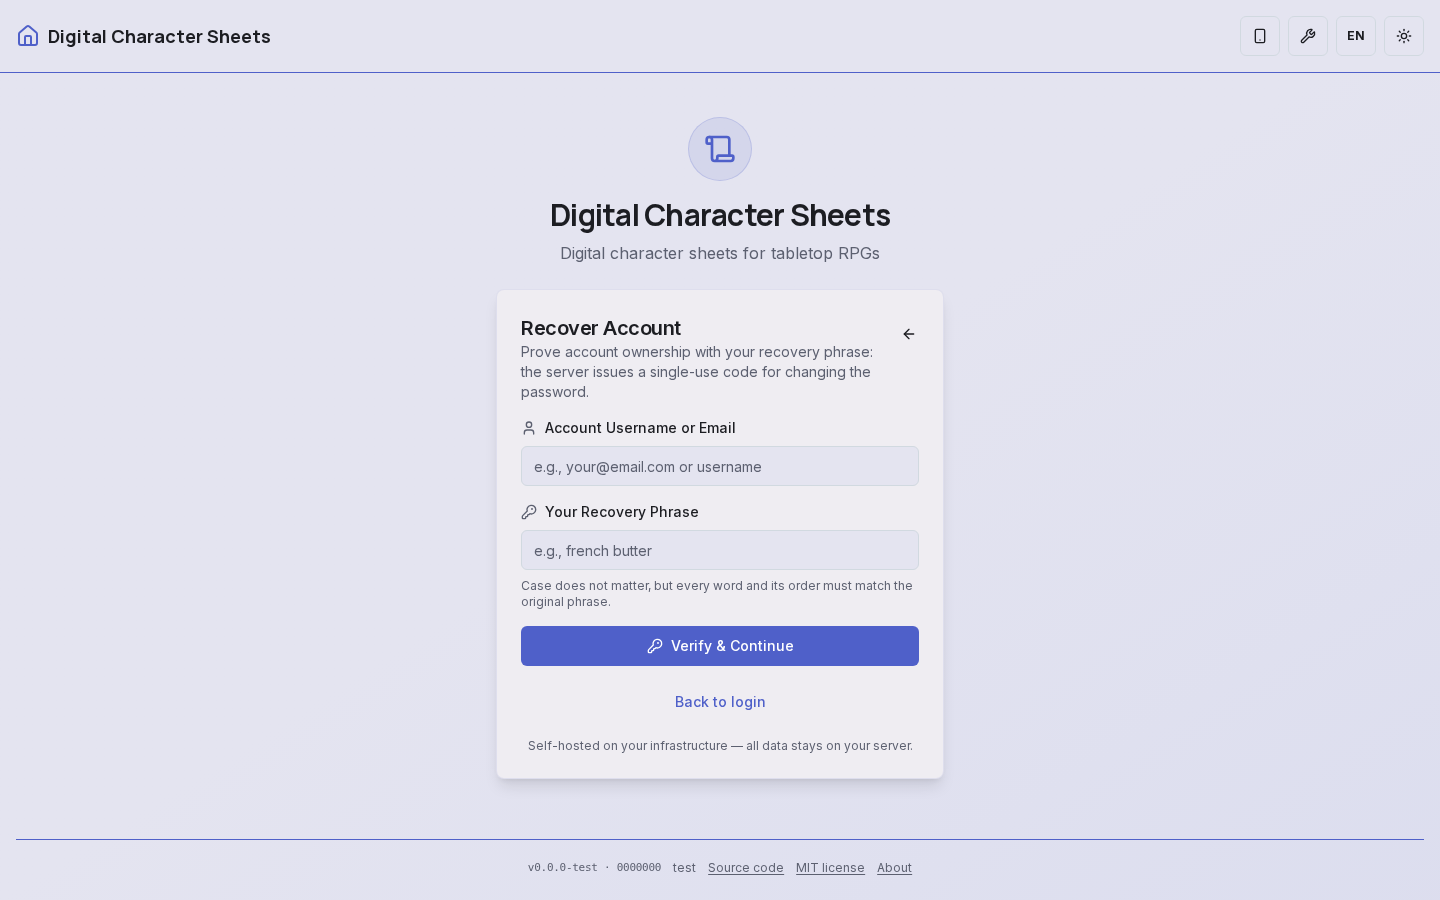 Digital Character Sheets
EN
Digital Character Sheets
Digital character sheets for tabletop RPGs
Recover Account
Prove account ownership with your recovery phrase:
the server issues a single-use code for changing the
password.
Account Username or Email
e.g., your@email.com or username
Your Recovery Phrase
e.g., french butter
Case does not matter, but every word and its order must match the
original phrase.
Verify & Continue
Back to login
Self-hosted on your infrastructure — all data stays on your server.
v0.0.0-test · 0000000 test Source code MIT license About